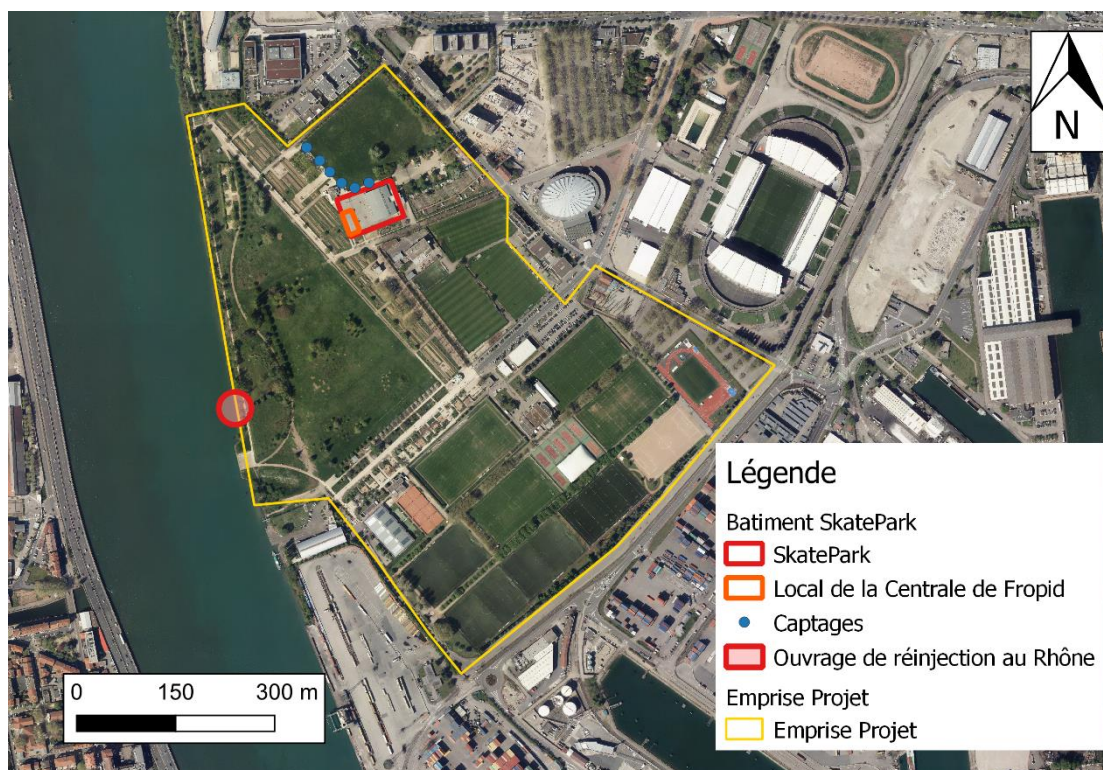 N
Légende
Batiment SkatePark
SkatePark
Local de la Centrale de Fropid
Captages
Ouvrage de réinjection au Rhône
Emprise Projet
Emprise Projet
0 150 300 m